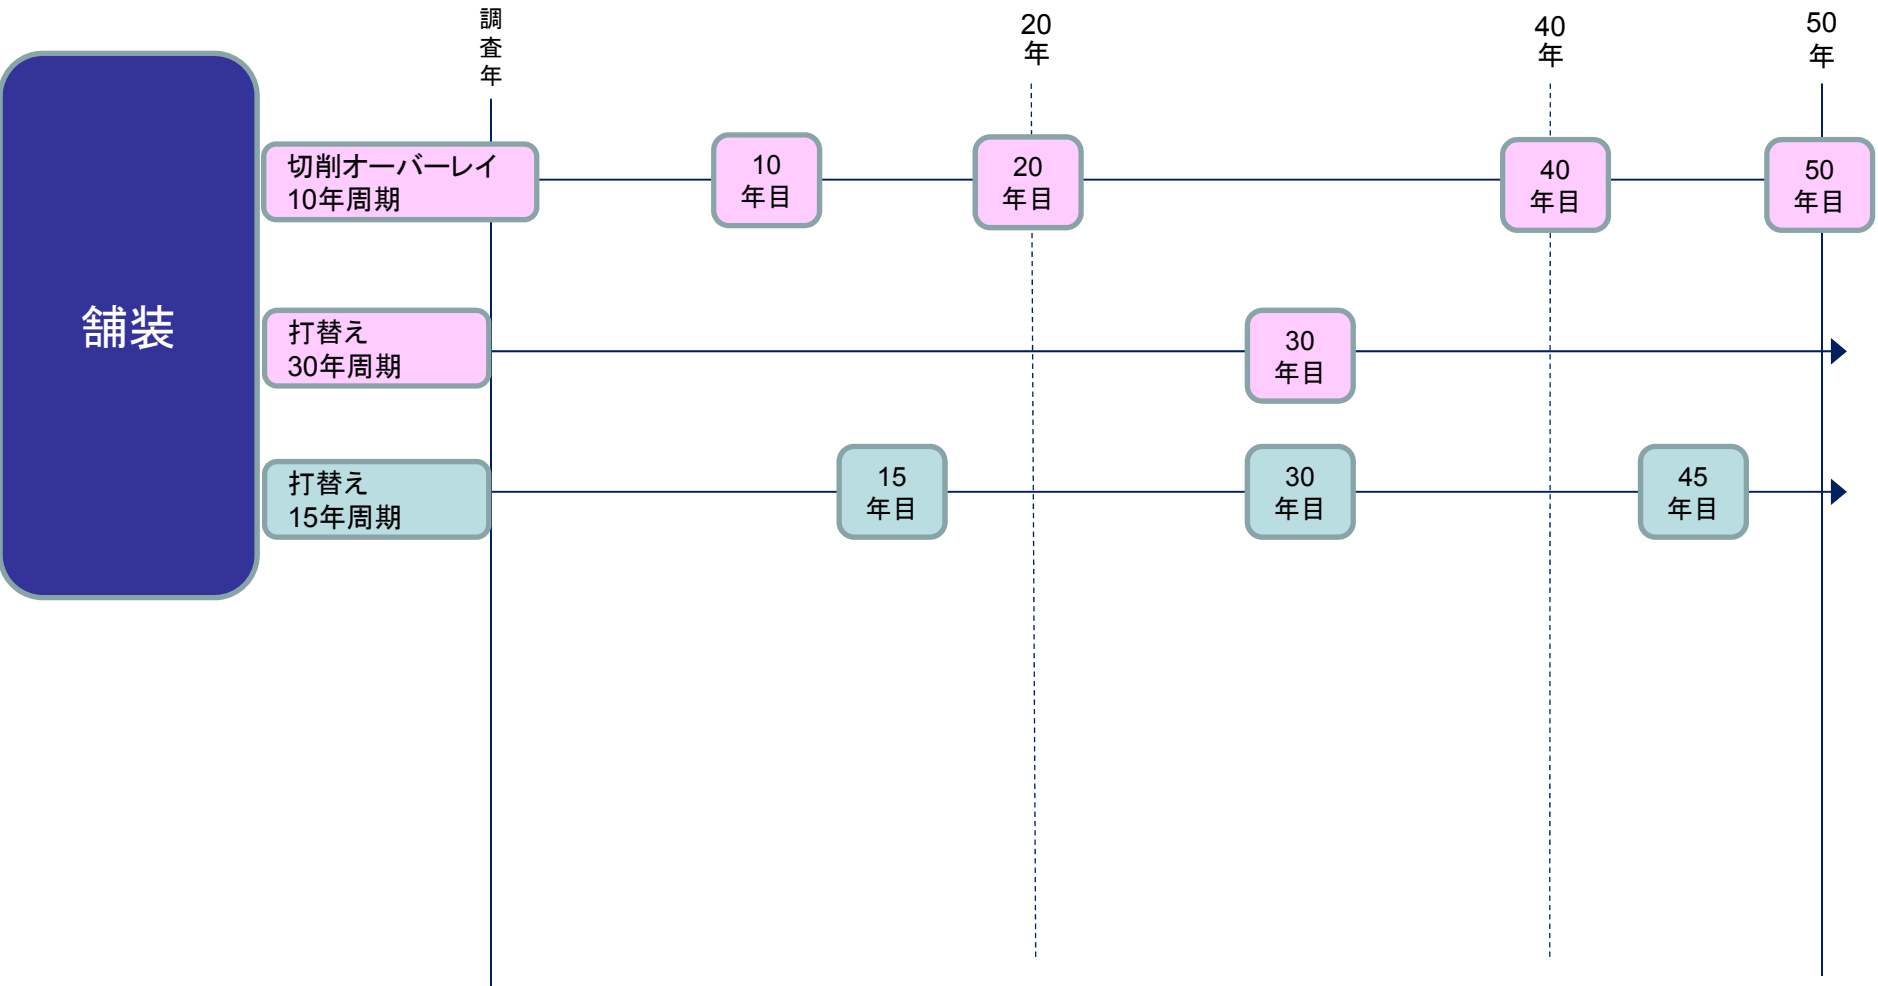 調
査
年
20
年
40
年
50
年
舗装
切削オーバーレイ
10年周期
10
年目
20
年目
40
年目
50
年目
打替え
30年周期
30
年目
打替え
15年周期
15
年目
30
年目
45
年目